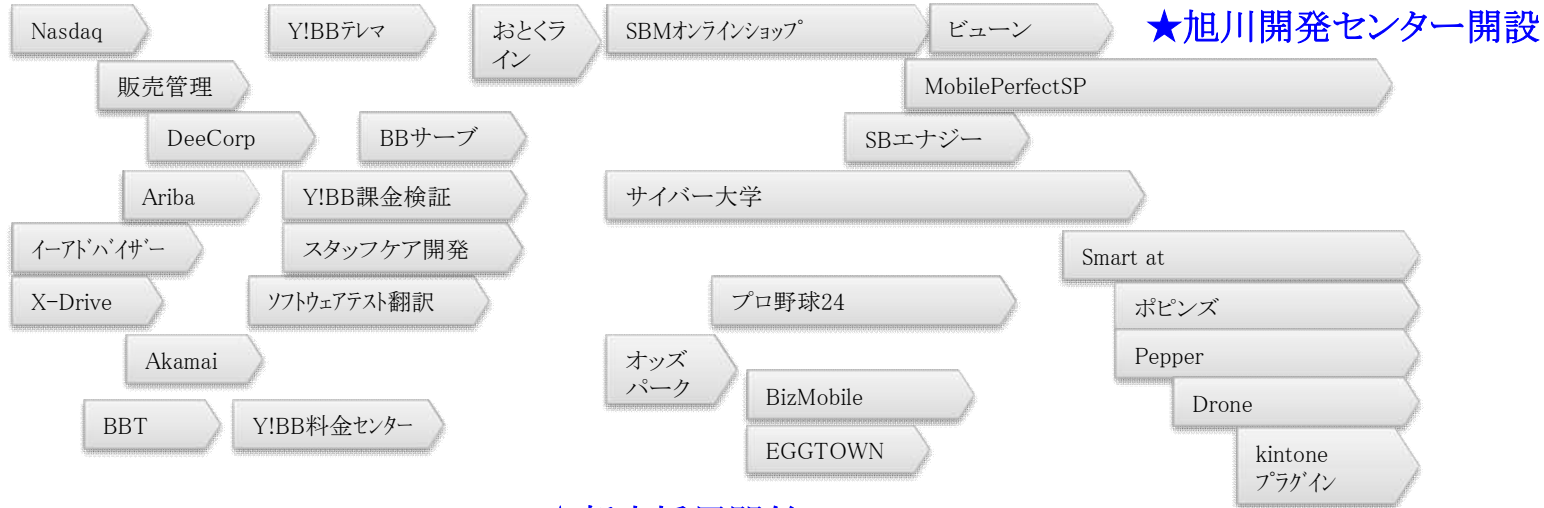 Nasdaq
Y!BBテレマ
おとくラ
イン
SBMオンラインショップ
ビューン
★旭川開発センター開設
販売管理
MobilePerfectSP
DeeCorp
BBサーブ
SBエナジー
Ariba
Y!BB課金検証
サイバー大学
イーアドバイザー
スタッフケア開発
Smart at
X-Drive
ソフトウェアテスト翻訳
プロ野球24
ポピンズ
Akamai
オッズ
パーク
Pepper
BizMobile
Drone
BBT
Y!BB料金センター
EGGTOWN
kintone
プラグイン